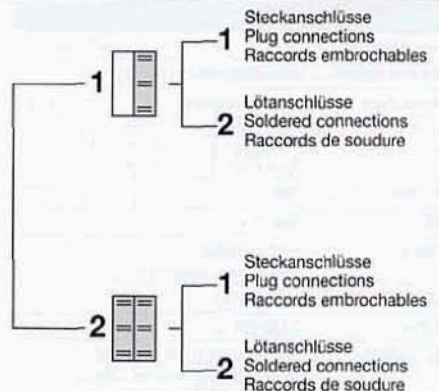 1
1
Steckanschlüsse
Plug connections
Raccords embrochables
2
Lötanschlüsse
Soldered connections
Raccords de soudure
2
1
Steckanschlüsse
Plug connections
Raccords embrochables
2
Lötanschlüsse
Soldered connections
Raccords de soudure